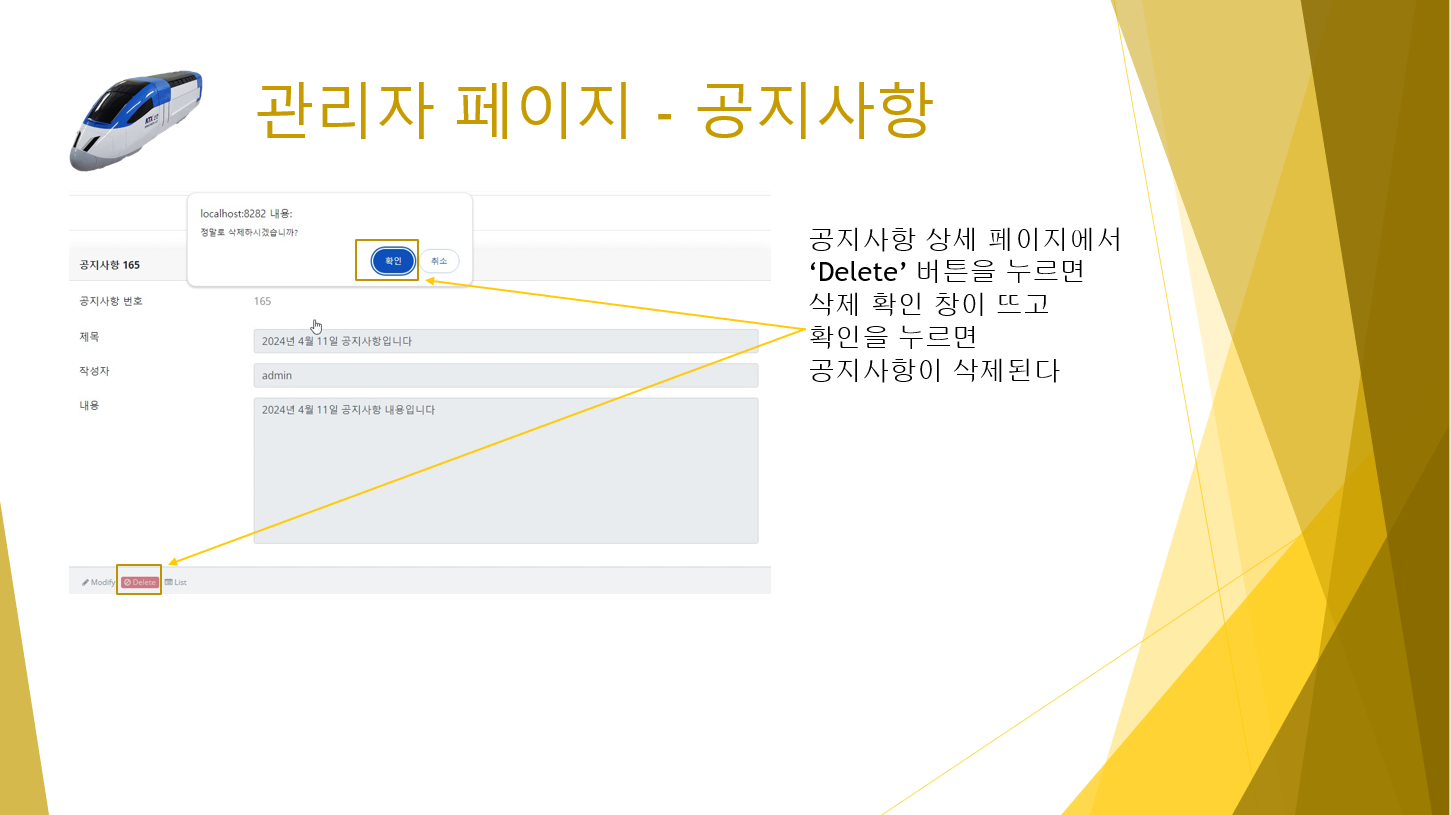 관리자 페이지 - 공지사항
localhost:8282 내용:
정말로 삭제하시겠습니까?
확인 취소
공지사항 165
공지사항 번호 165
제목 2024년 4월 11일 공지사항입니다
작성자 admin
내용 2024년 4월 11일 공지사항 내용입니다
Modify Delete List
공지사항 상세 페이지에서
‘Delete’ 버튼을 누르면
삭제 확인 창이 뜨고
확인을 누르면
공지사항이 삭제된다